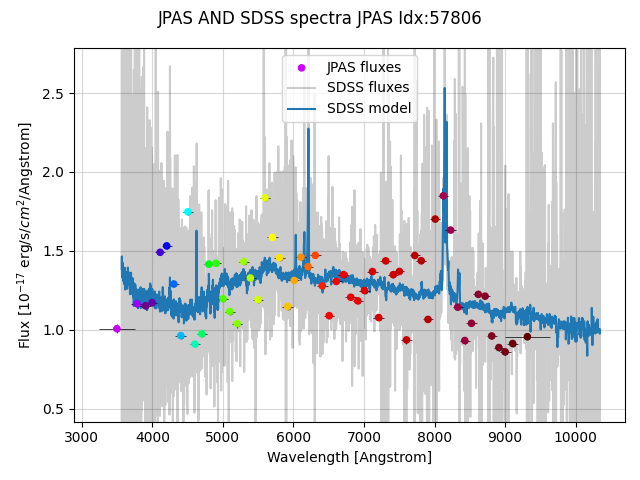 JPAS AND SDSS spectra JPAS Idx:57806
JPAS fluxes
SDSS fluxes
SDSS model
2.5
2.0
1.5
1.0
0.5
Flux [10⁻¹⁷ erg/s/cm²/Angstrom]
3000 4000 5000 6000 7000 8000 9000 10000
Wavelength [Angstrom]